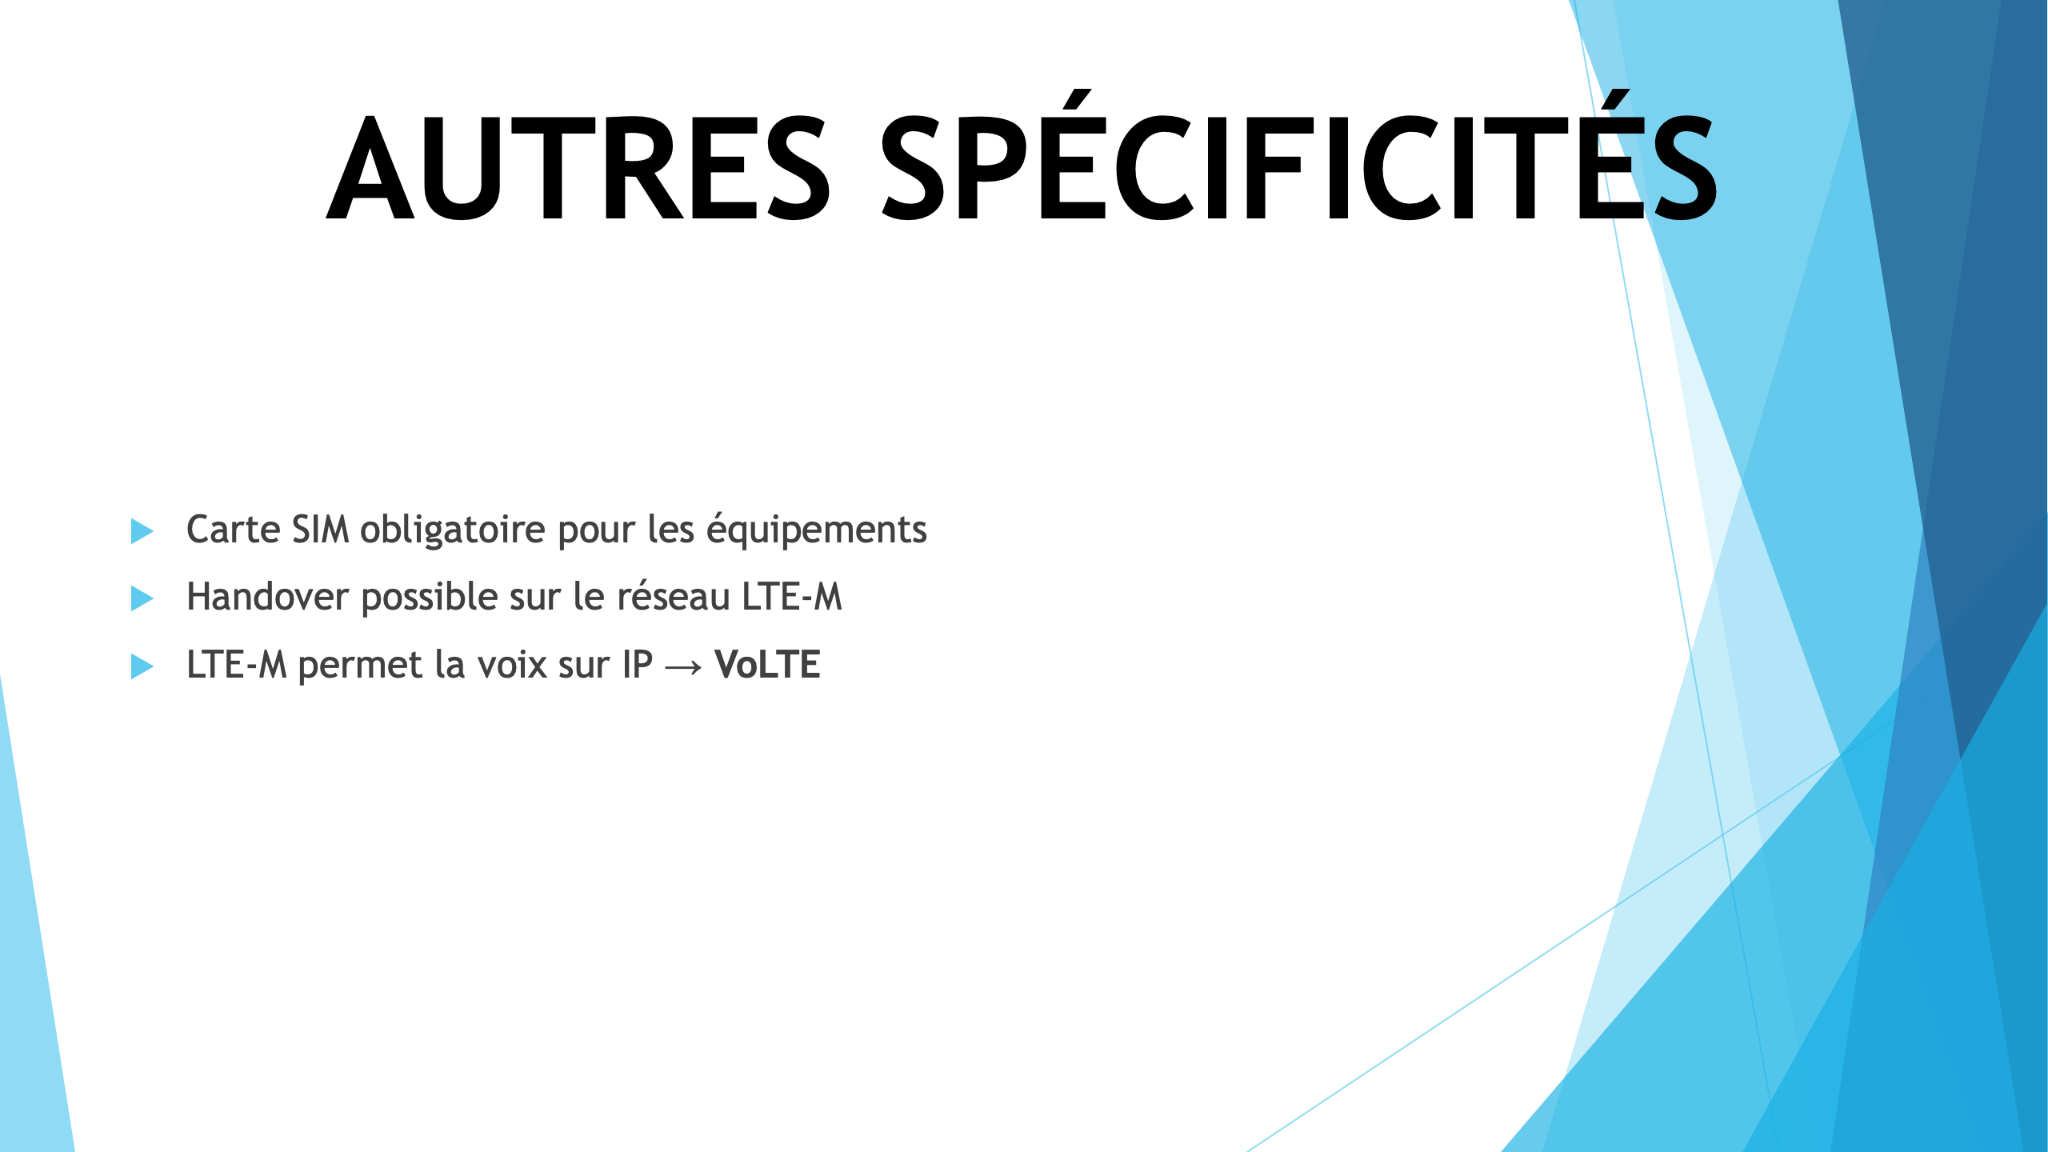 AUTRES SPÉCIFICITÉS
Carte SIM obligatoire pour les équipements
Handover possible sur le réseau LTE-M
LTE-M permet la voix sur IP → VoLTE